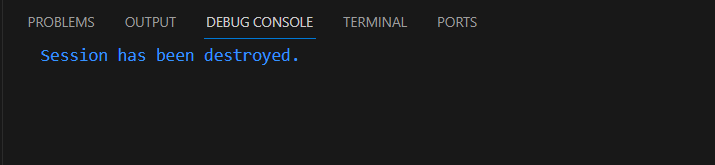 PROBLEMS OUTPUT DEBUG CONSOLE TERMINAL PORTS
Session has been destroyed.